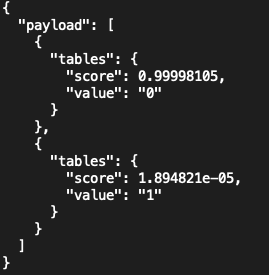 {
  "payload": [
    {
      "tables": {
        "score": 0.99998105,
        "value": "0"
      }
    },
    {
      "tables": {
        "score": 1.894821e-05,
        "value": "1"
      }
    }
  ]
}